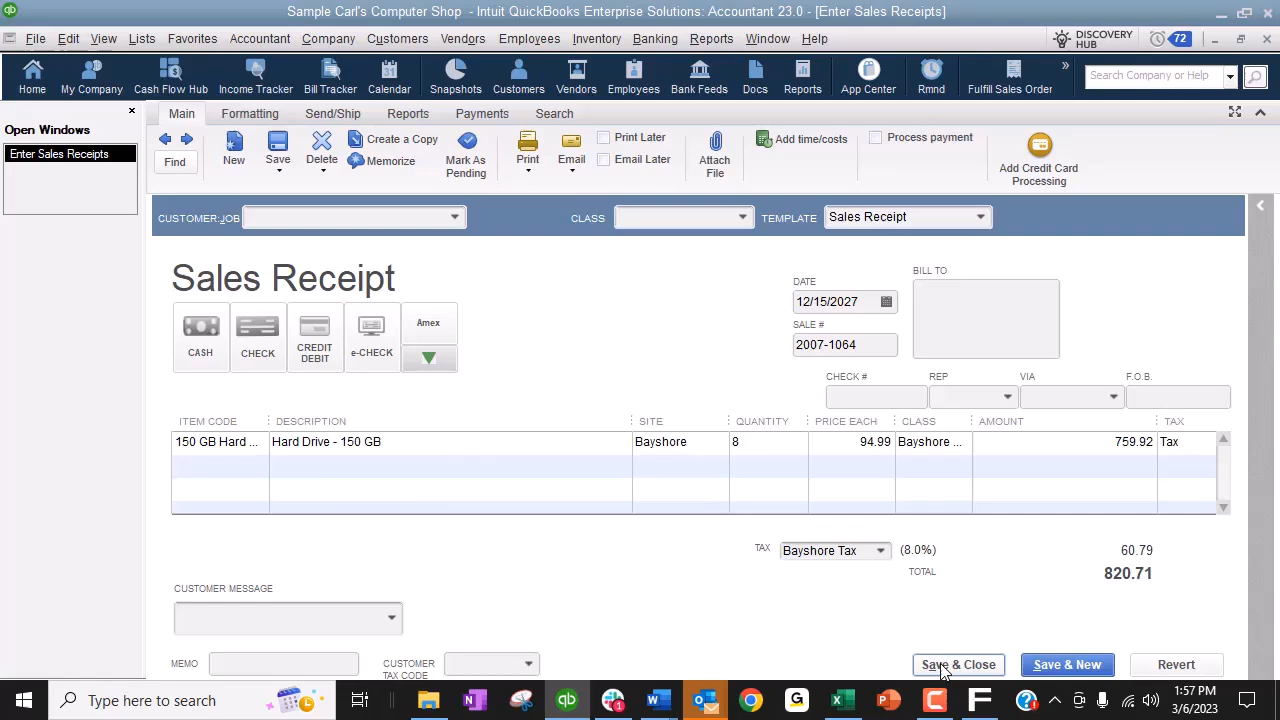 Sample Carl's Computer Shop - Intuit QuickBooks Enterprise Solutions: Accountant 23.0 - [Enter Sales Receipts]
File Edit View Lists Favorites Accountant Company Customers Vendors Employees Inventory Banking Reports Window Help
DISCOVERY HUB 72
Home My Company Cash Flow Hub Income Tracker Bill Tracker Calendar Snapshots Customers Vendors Employees Bank Feeds Docs Reports App Center Rmnd Fulfill Sales Order » Search Company or Help
Open Windows
Enter Sales Receipts
Main Formatting Send/Ship Reports Payments Search
Find New Save Delete Create a Copy Memorize Mark As Pending Print Email Print Later Email Later Attach File Add time/costs Process payment Add Credit Card Processing
CUSTOMER:JOB CLASS TEMPLATE Sales Receipt
Sales Receipt
CASH CHECK CREDIT DEBIT e-CHECK Amex
DATE
12/15/2027
SALE #
2007-1064
BILL TO
CHECK # REP VIA F.O.B.
ITEM CODE DESCRIPTION SITE QUANTITY PRICE EACH CLASS AMOUNT TAX
150 GB Hard ... Hard Drive - 150 GB Bayshore 8 94.99 Bayshore ... 759.92 Tax
TAX Bayshore Tax (8.0%) 60.79
TOTAL 820.71
CUSTOMER MESSAGE
MEMO CUSTOMER TAX CODE
Save & Close Save & New Revert
Type here to search
1:57 PM
3/6/2023